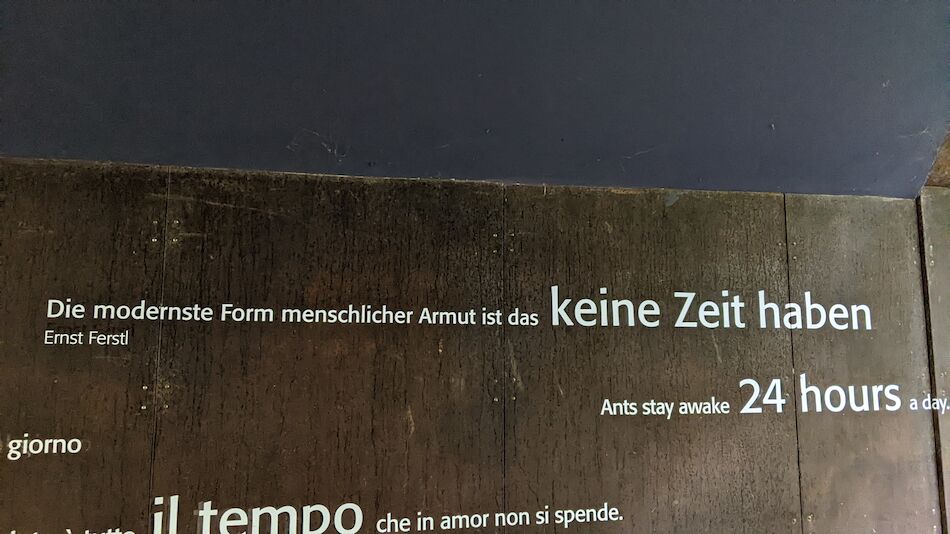 Die modernste Form menschlicher Armut ist das keine Zeit haben
Ernst Ferstl
Ants stay awake 24 hours a day.
giorno
è tutto il tempo che in amor non si spende.